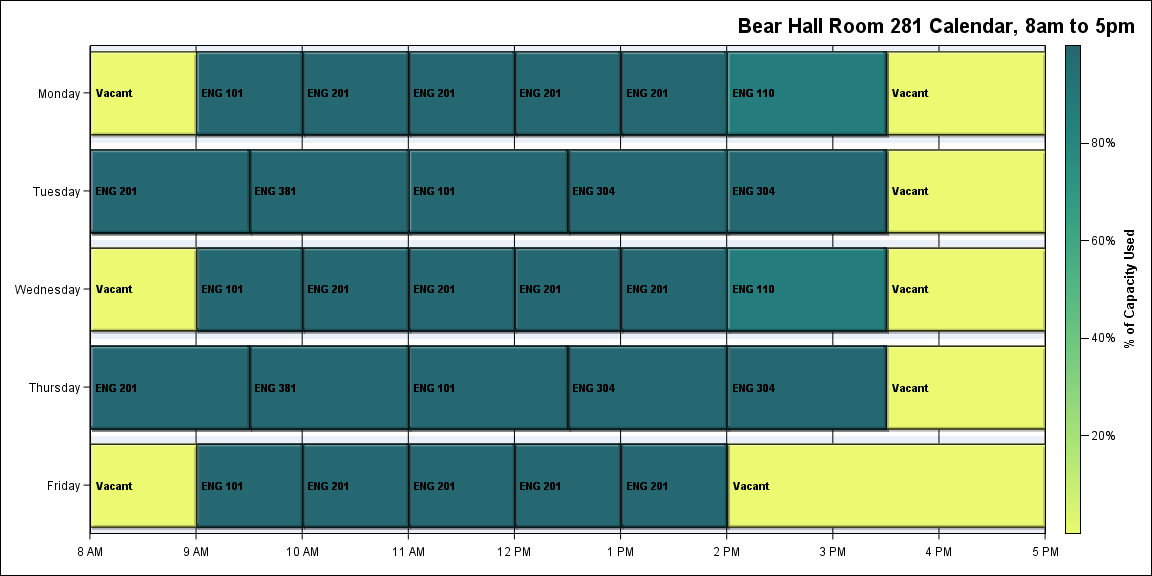 Bear Hall Room 281 Calendar, 8am to 5pm
Monday
Vacant
ENG 101
ENG 201
ENG 201
ENG 201
ENG 201
ENG 110
Vacant
Tuesday
ENG 201
ENG 381
ENG 101
ENG 304
ENG 304
Vacant
Wednesday
Vacant
ENG 101
ENG 201
ENG 201
ENG 201
ENG 201
ENG 110
Vacant
Thursday
ENG 201
ENG 381
ENG 101
ENG 304
ENG 304
Vacant
Friday
Vacant
ENG 101
ENG 201
ENG 201
ENG 201
ENG 201
Vacant
8 AM
9 AM
10 AM
11 AM
12 PM
1 PM
2 PM
3 PM
4 PM
5 PM
80%
60%
40%
20%
% of Capacity Used